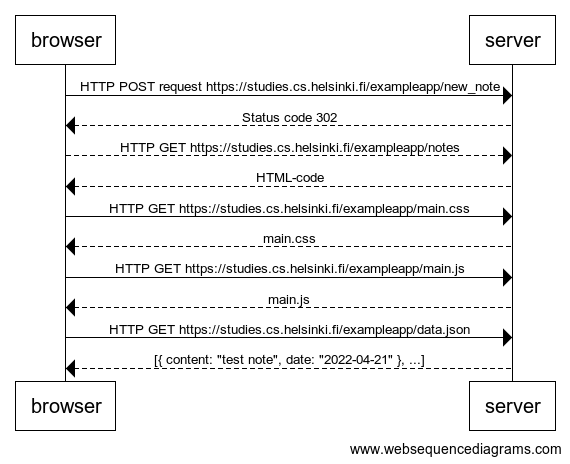 browser server
HTTP POST request https://studies.cs.helsinki.fi/exampleapp/new_note
Status code 302
HTTP GET https://studies.cs.helsinki.fi/exampleapp/notes
HTML-code
HTTP GET https://studies.cs.helsinki.fi/exampleapp/main.css
main.css
HTTP GET https://studies.cs.helsinki.fi/exampleapp/main.js
main.js
HTTP GET https://studies.cs.helsinki.fi/exampleapp/data.json
[{ content: "test note", date: "2022-04-21" }, ...]
browser server
www.websequencediagrams.com